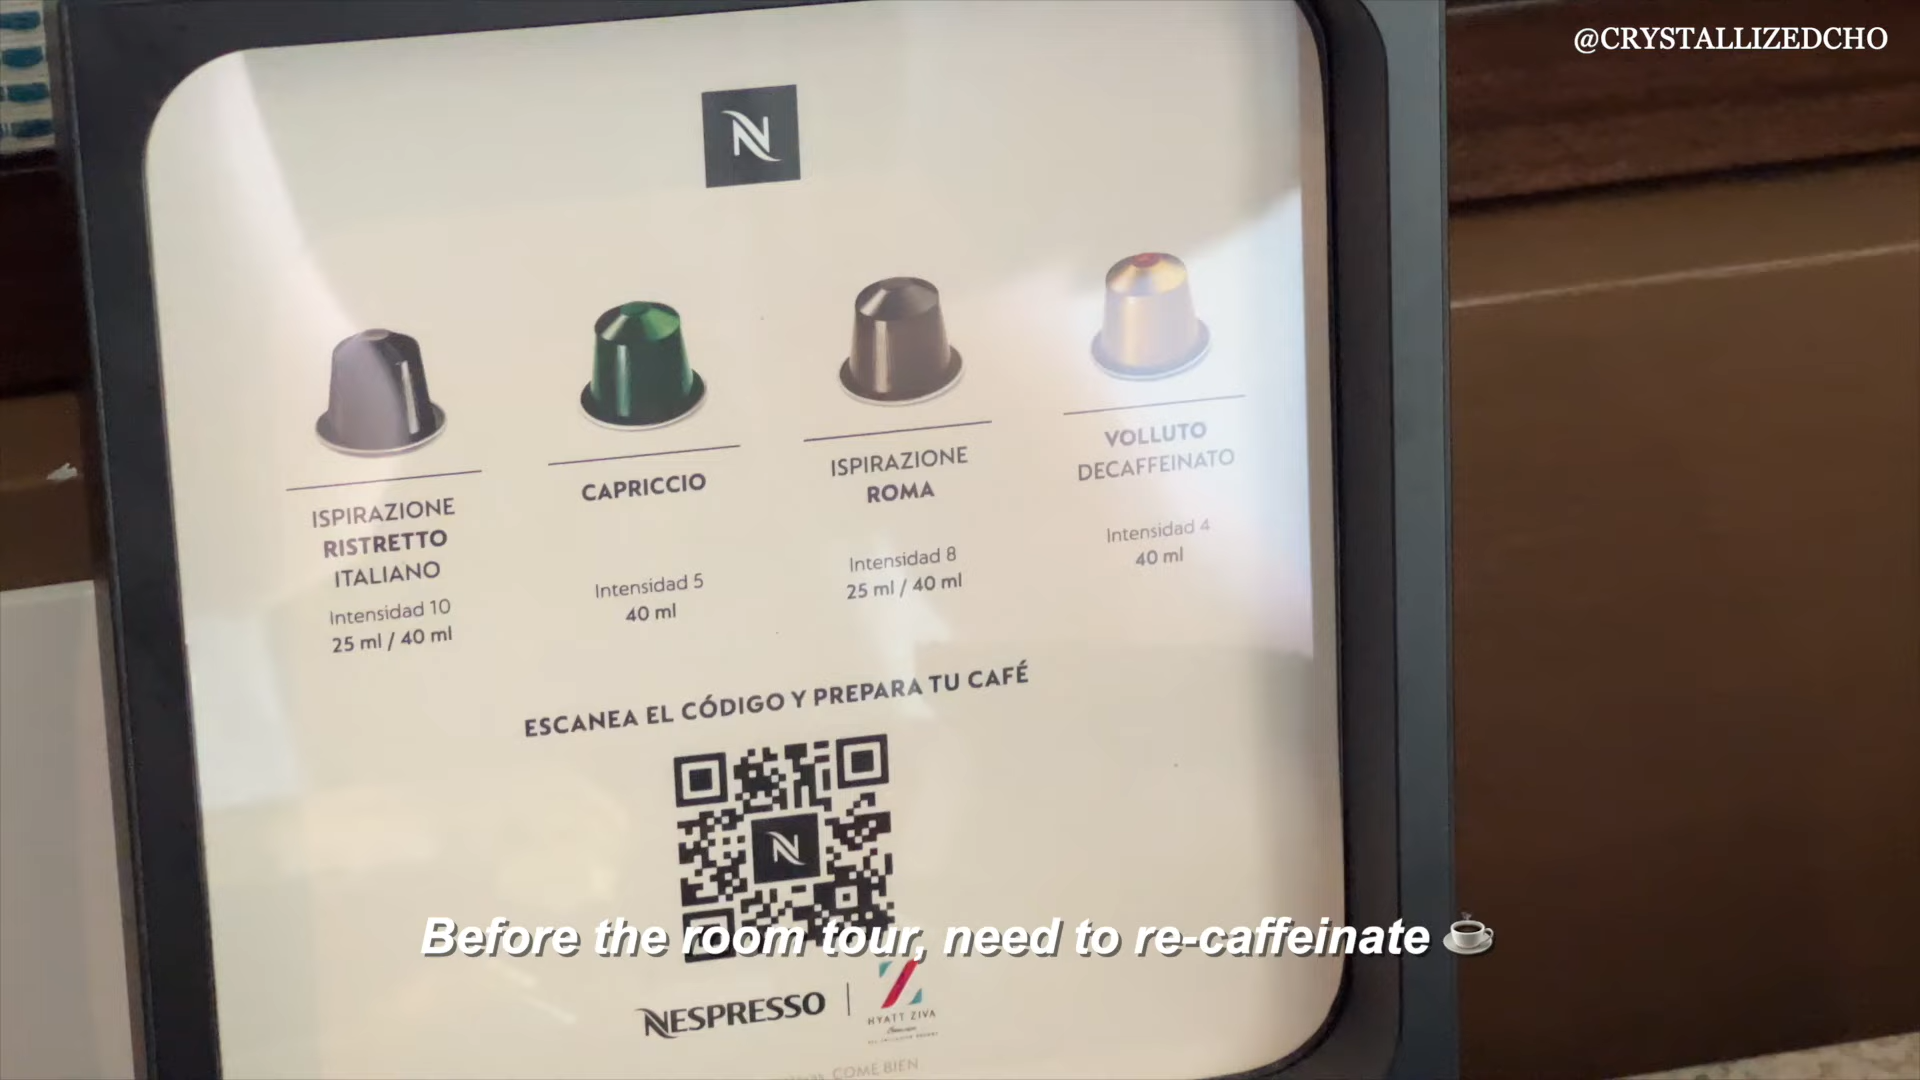 @CRYSTALLIZEDCHO
N
ISPIRAZIONE
RISTRETTO
ITALIANO
Intensidad 10
25 ml / 40 ml
CAPRICCIO
Intensidad 5
40 ml
ISPIRAZIONE
ROMA
Intensidad 8
25 ml / 40 ml
VOLLUTO
DECAFFEINATO
Intensidad 4
40 ml
ESCANEA EL CÓDIGO Y PREPARA TU CAFÉ
N
Before the room tour, need to re-caffeinate ☕
NESPRESSO
HYATT ZIVA
COME BIEN